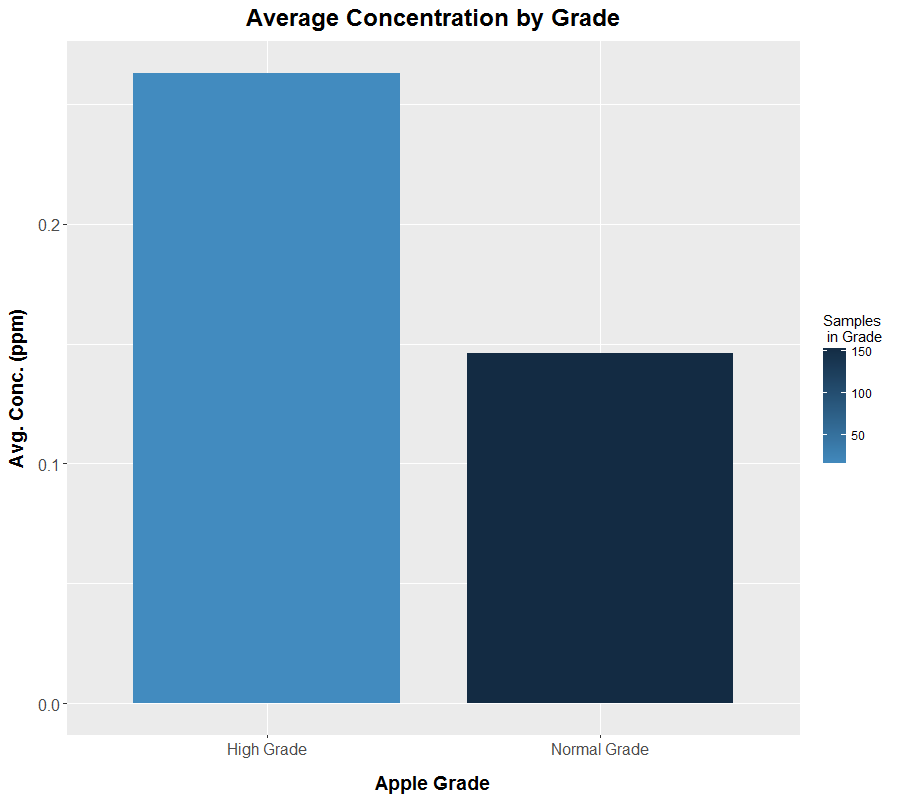 Average Concentration by Grade
Avg. Conc. (ppm)
0.2
0.1
0.0
High Grade
Normal Grade
Apple Grade
Samples
in Grade
150
100
50